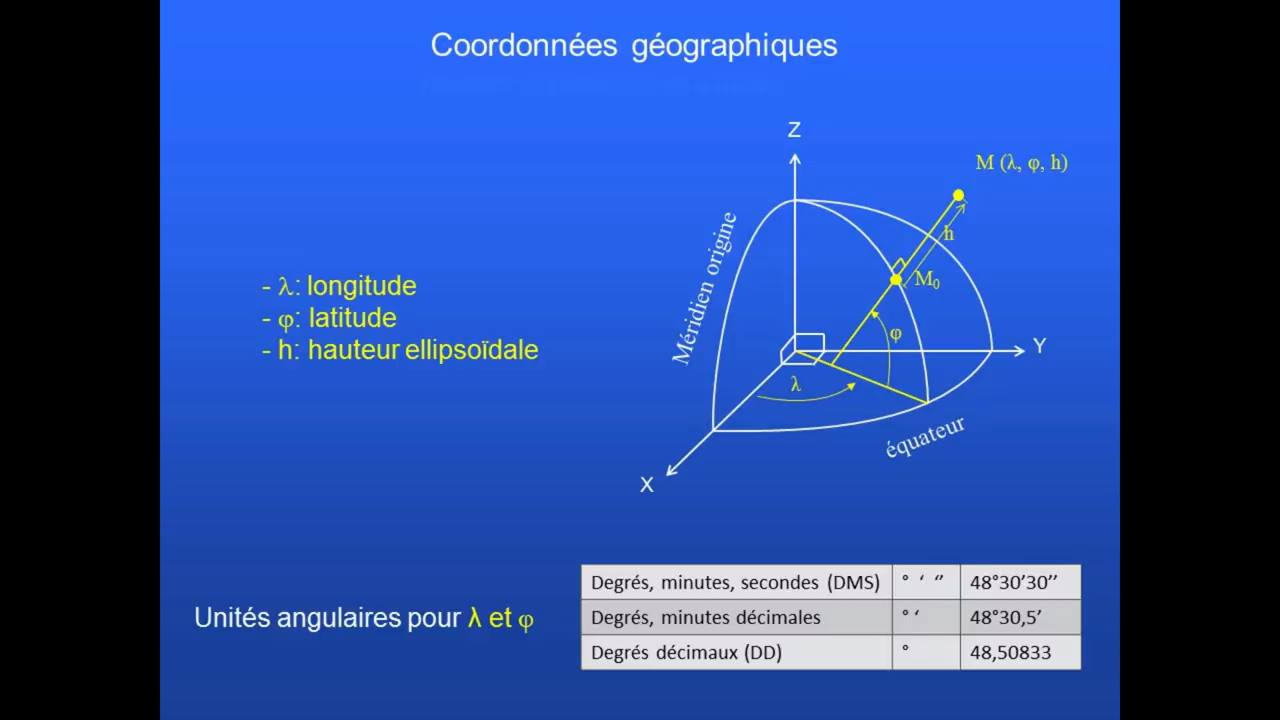 Coordonnées géographiques
Z
M (λ, φ, h)
Méridien origine
h
- λ: longitude
M₀
- φ: latitude
φ
- h: hauteur ellipsoïdale
Y
λ
équateur
X
Degrés, minutes, secondes (DMS) ° ‘ ‘’ 48°30’30’’
Unités angulaires pour λ et φ
Degrés, minutes décimales ° ‘ 48°30,5’
Degrés décimaux (DD) ° 48,50833